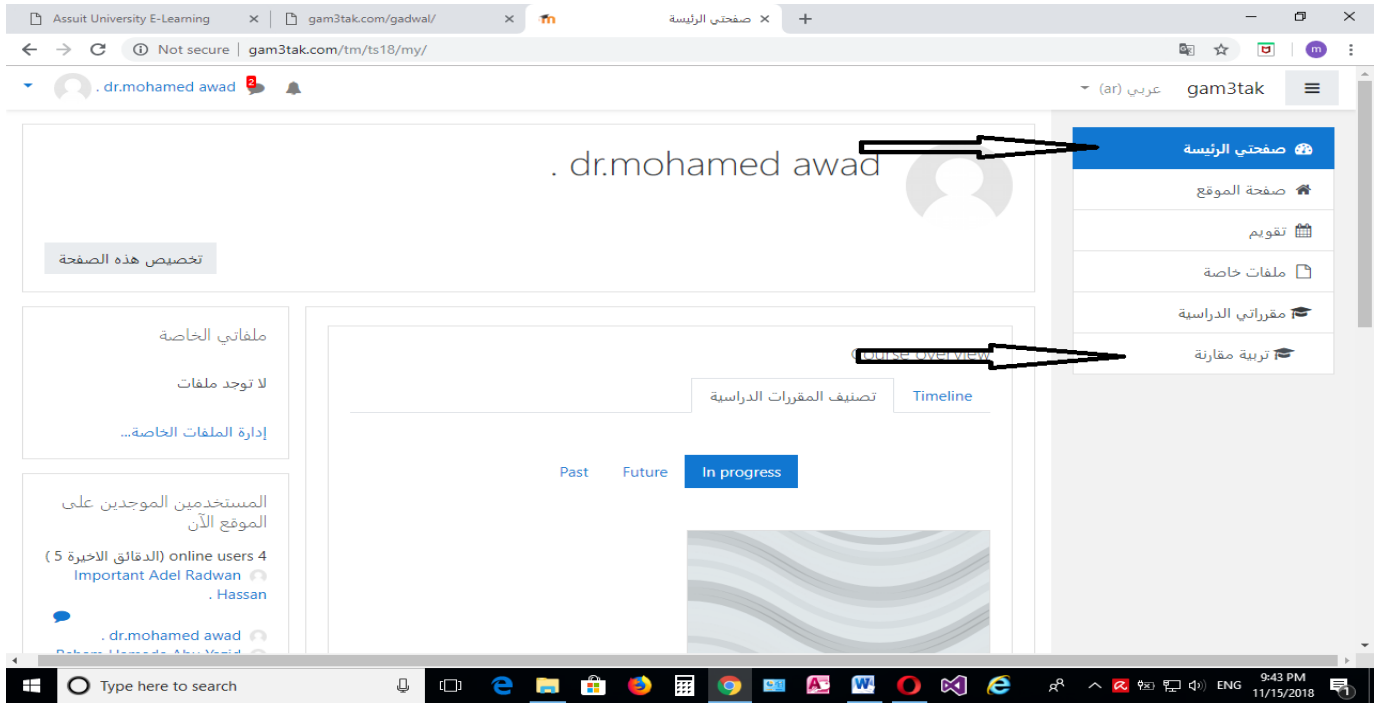 Assuit University E-Learning
gam3tak.com/gadwal/
صفحتي الرئيسة
Not secure | gam3tak.com/tm/ts18/my/
m
gam3tak
عربي (ar)
2
. dr.mohamed awad
صفحتي الرئيسة
صفحة الموقع
تقويم
ملفات خاصة
مقرراتي الدراسية
تربية مقارنة
. dr.mohamed awad
تخصيص هذه الصفحة
Course overview
Timeline
تصنيف المقررات الدراسية
In progress
Future
Past
ملفاتي الخاصة
لا توجد ملفات
إدارة الملفات الخاصة...
المستخدمين الموجدين على
الموقع الآن
4 online users (الدقائق الاخيرة 5 )
Important Adel Radwan
. Hassan
. dr.mohamed awad
Type here to search
ENG
9:43 PM
11/15/2018
1